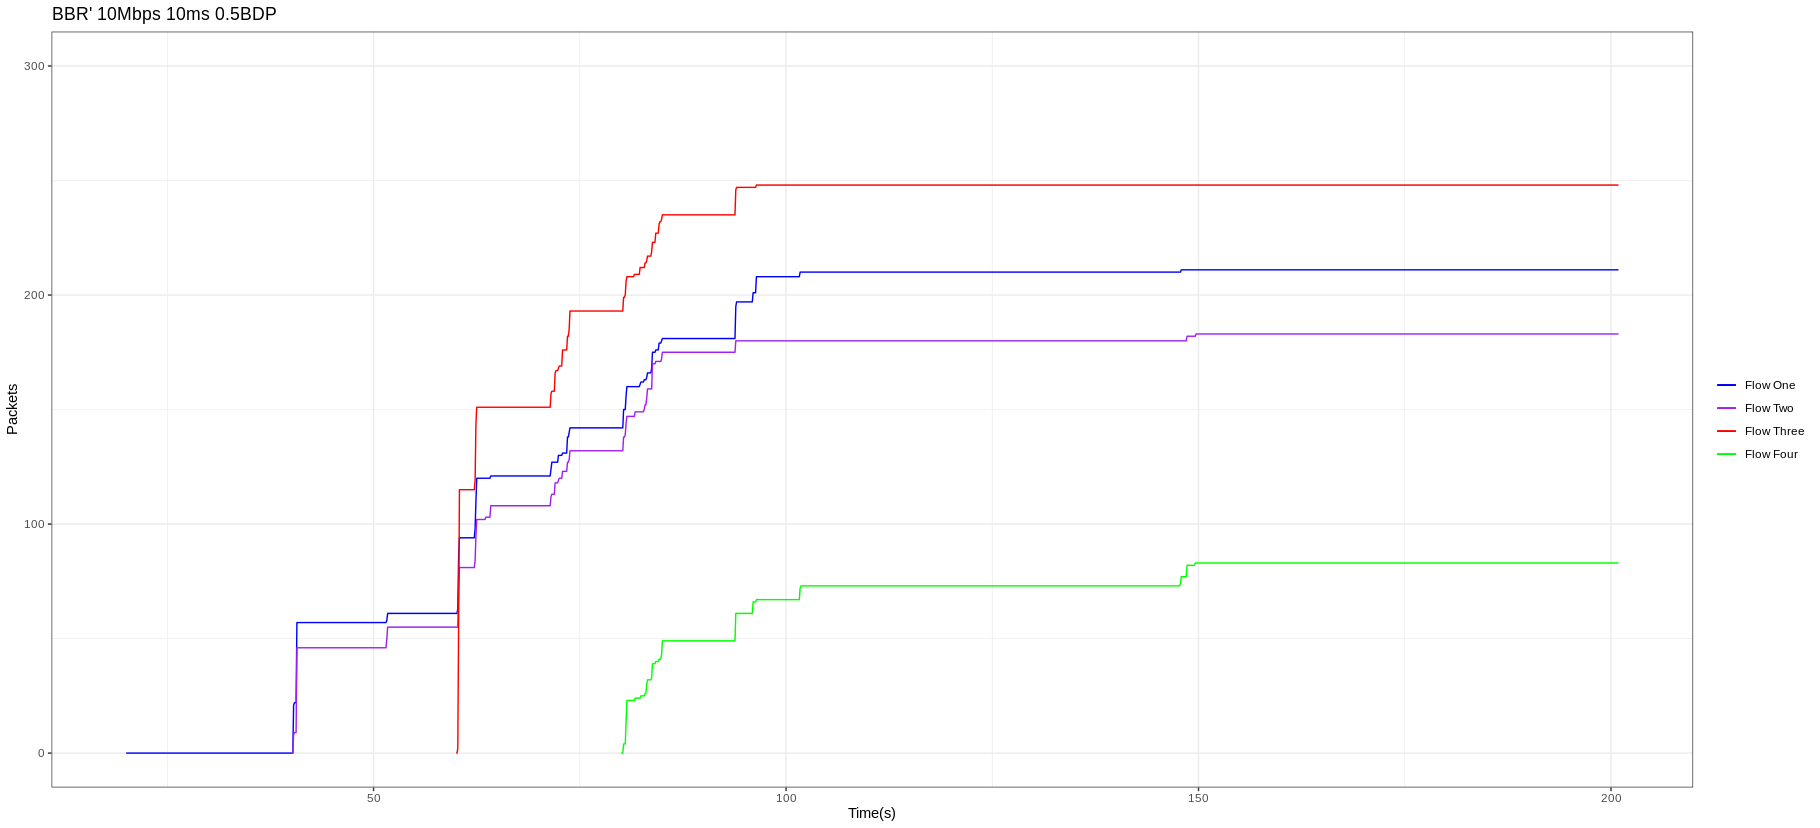 BBR' 10Mbps 10ms 0.5BDP
Packets
300
200
100
0
50
100
150
200
Time(s)
Flow One
Flow Two
Flow Three
Flow Four